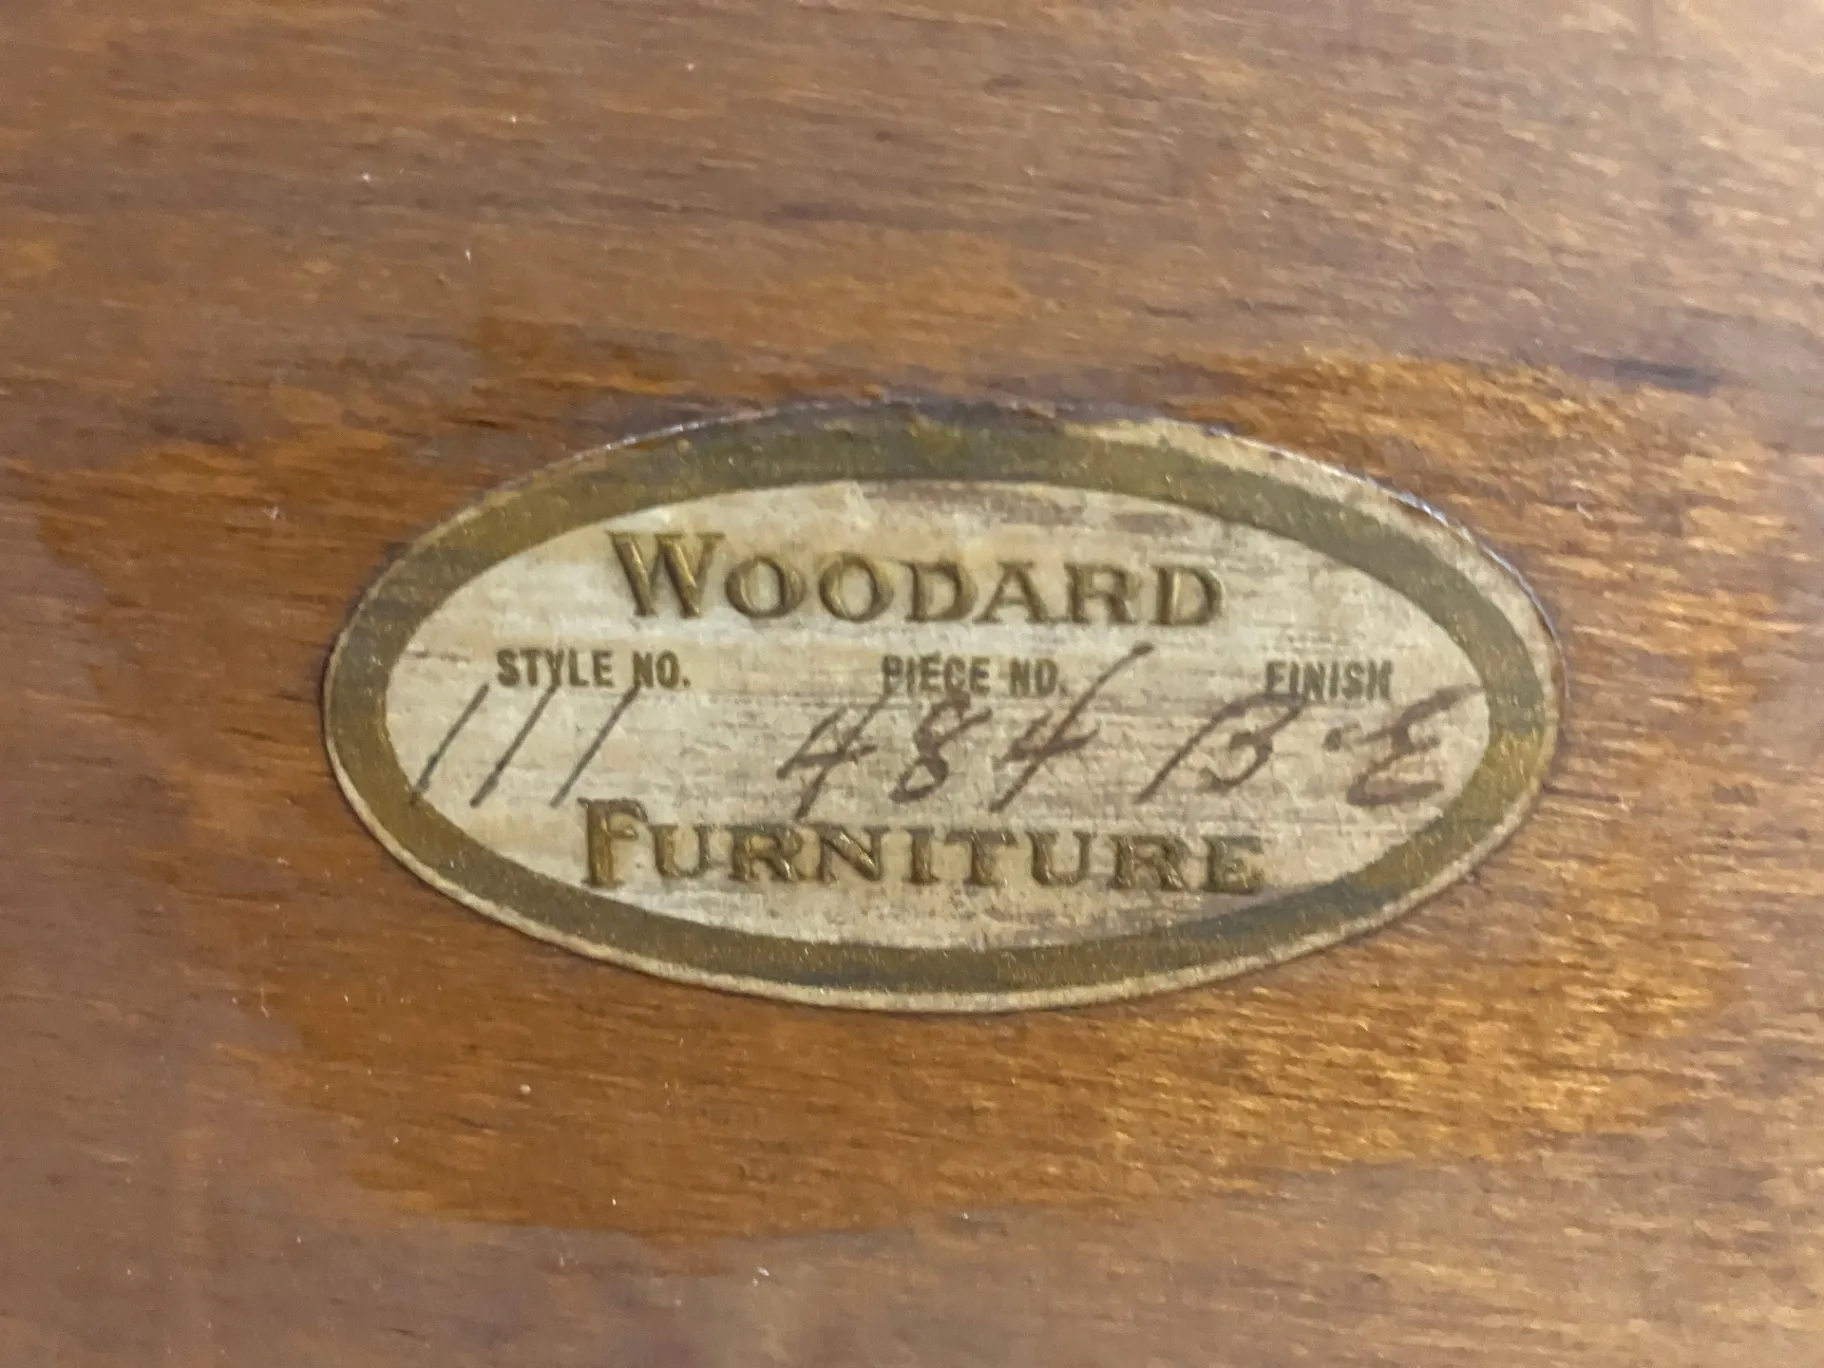 WOODARD
STYLE NO. PIECE NO. FINISH
111 484 B-E
FURNITURE